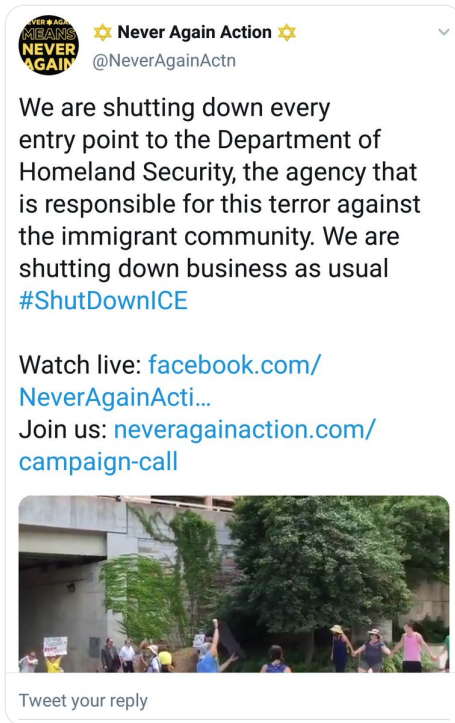 VER ✡ AGA
MEANS
NEVER
AGAIN
✡ Never Again Action ✡
@NeverAgainActn
We are shutting down every
entry point to the Department of
Homeland Security, the agency that
is responsible for this terror against
the immigrant community. We are
shutting down business as usual
#ShutDownICE
Watch live: facebook.com/
NeverAgainActi...
Join us: neveragainaction.com/
campaign-call
Tweet your reply